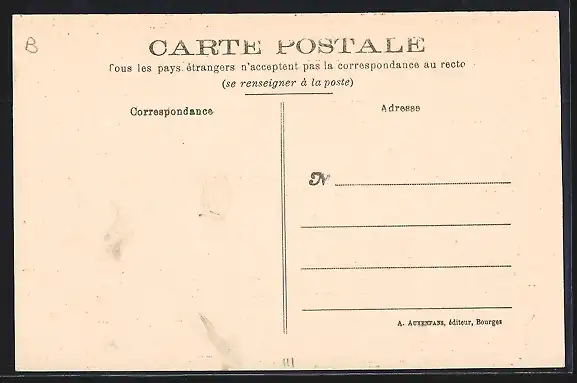 B
CARTE POSTALE
Tous les pays étrangers n'acceptent pas la correspondance au recto
(se renseigner à la poste)
Correspondance
Adresse
M
A. AUXENFANS, éditeur, Bourges